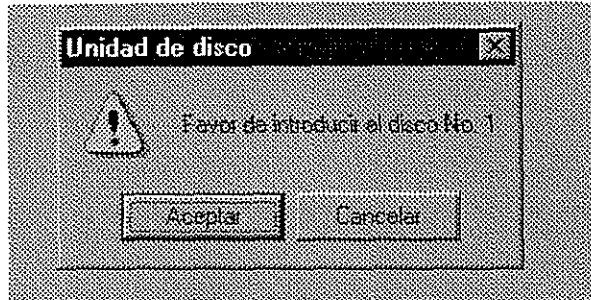 Unidad de disco
Favor de introducir el disco No. 1
Aceptar
Cancelar